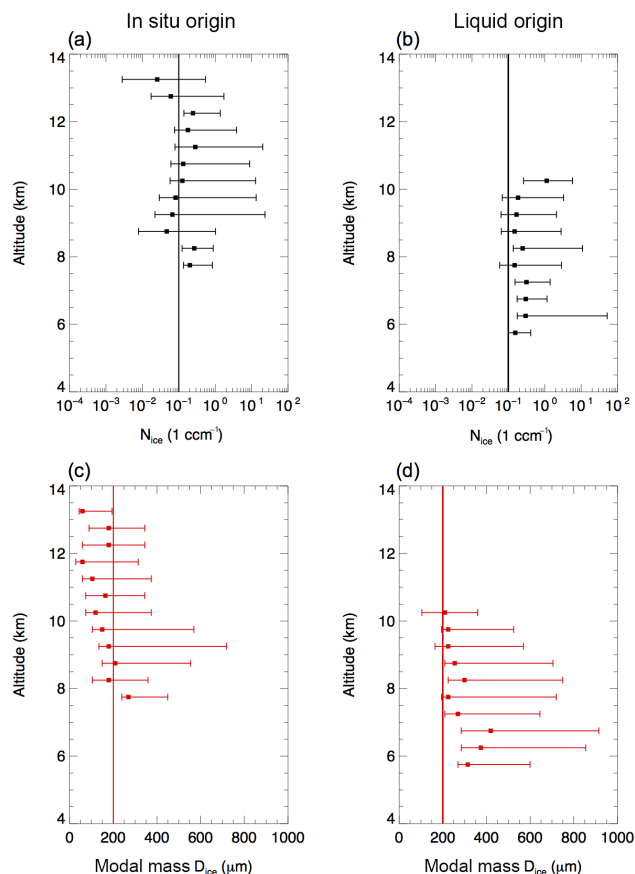 In situ origin
Liquid origin
(a)
(b)
14
12
10
8
6
4
Altitude (km)
10⁻⁴ 10⁻³ 10⁻² 10⁻¹ 10⁰ 10¹ 10²
N_ice (1 ccm⁻¹)
14
12
10
8
6
4
Altitude (km)
10⁻⁴ 10⁻³ 10⁻² 10⁻¹ 10⁰ 10¹ 10²
N_ice (1 ccm⁻¹)
(c)
(d)
14
12
10
8
6
4
Altitude (km)
0 200 400 600 800 1000
Modal mass D_ice (μm)
14
12
10
8
6
4
Altitude (km)
0 200 400 600 800 1000
Modal mass D_ice (μm)